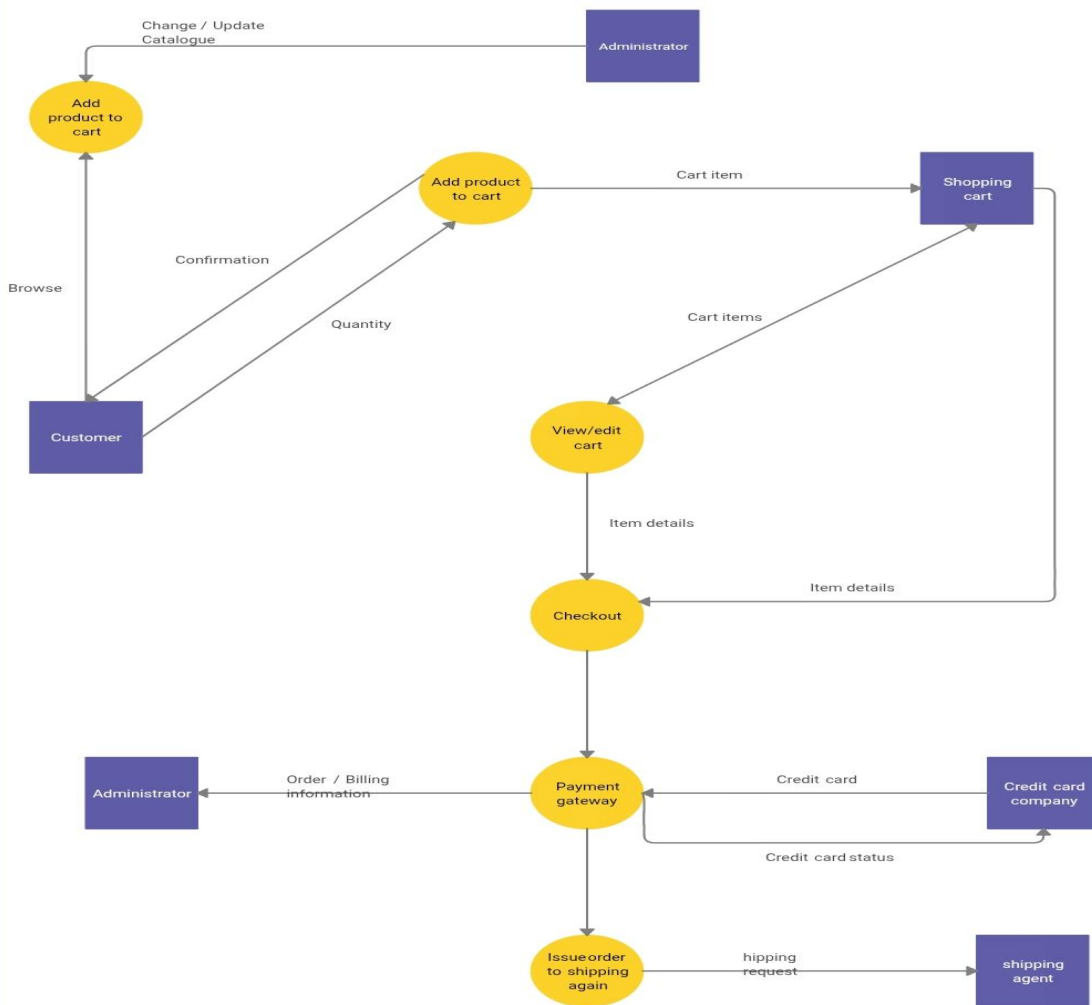 Change / Update
Catalogue
Administrator
Add
product to
cart
Add product
to cart
Cart item
Shopping
cart
Confirmation
Browse
Quantity
Cart items
Customer
View/edit
cart
Item details
Item details
Checkout
Administrator
Order / Billing
information
Payment
gateway
Credit card
Credit card
company
Credit card status
Issue order
to shipping
again
hipping
request
shipping
agent